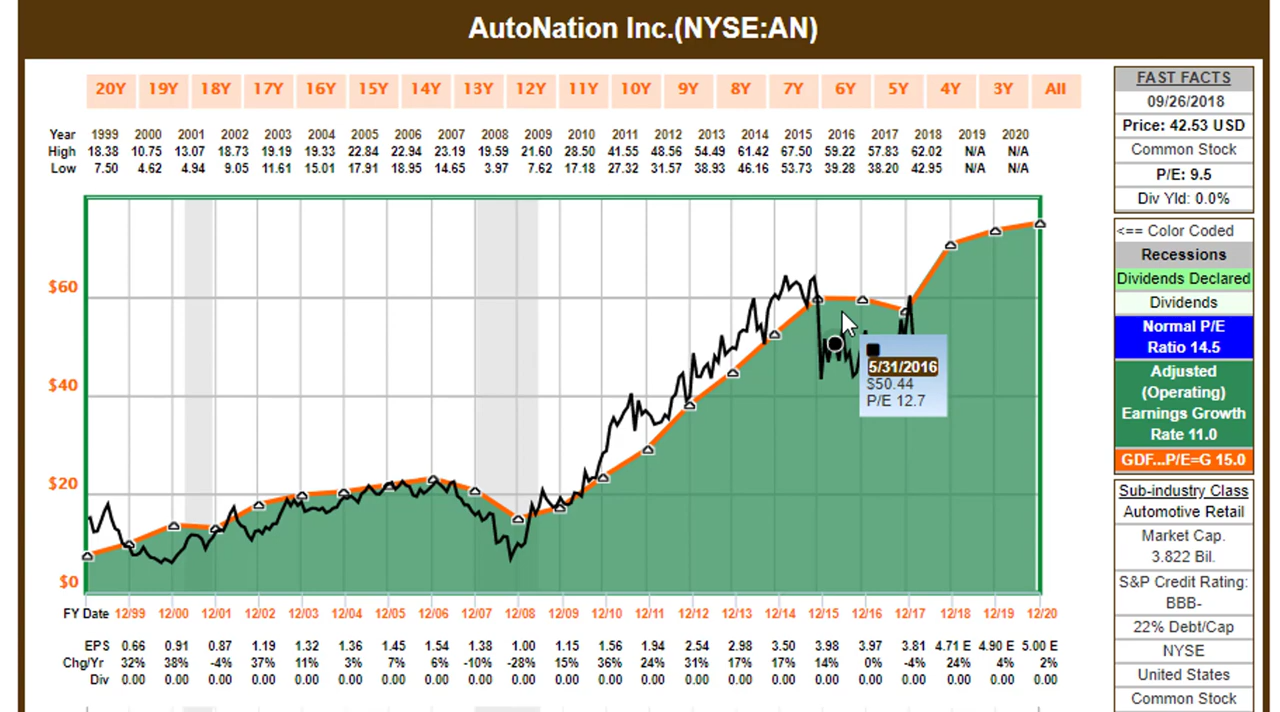 AutoNation Inc.(NYSE:AN)
20Y 19Y 18Y 17Y 16Y 15Y 14Y 13Y 12Y 11Y 10Y 9Y 8Y 7Y 6Y 5Y 4Y 3Y All
Year 1999 2000 2001 2002 2003 2004 2005 2006 2007 2008 2009 2010 2011 2012 2013 2014 2015 2016 2017 2018 2019 2020
High 18.38 10.75 13.07 18.73 19.19 19.33 22.84 22.94 23.19 19.59 21.60 28.50 41.55 48.56 54.49 61.42 67.50 59.22 57.83 62.02 N/A N/A
Low 7.50 4.62 4.94 9.05 11.61 15.01 17.91 18.95 14.65 3.97 7.62 17.18 27.32 31.57 38.93 46.16 53.73 39.28 38.20 42.95 N/A N/A
$60
$40
$20
$0
5/31/2016
$50.44
P/E 12.7
FY Date 12/99 12/00 12/01 12/02 12/03 12/04 12/05 12/06 12/07 12/08 12/09 12/10 12/11 12/12 12/13 12/14 12/15 12/16 12/17 12/18 12/19 12/20
EPS 0.66 0.91 0.87 1.19 1.32 1.36 1.45 1.54 1.38 1.00 1.15 1.56 1.94 2.54 2.98 3.50 3.98 3.97 3.81 4.71 E 4.90 E 5.00 E
Chg/Yr 32% 38% -4% 37% 11% 3% 7% 6% -10% -28% 15% 36% 24% 31% 17% 17% 14% 0% -4% 24% 4% 2%
Div 0.00 0.00 0.00 0.00 0.00 0.00 0.00 0.00 0.00 0.00 0.00 0.00 0.00 0.00 0.00 0.00 0.00 0.00 0.00 0.00 0.00 0.00
FAST FACTS
09/26/2018
Price: 42.53 USD
Common Stock
P/E: 9.5
Div Yld: 0.0%
<== Color Coded
Recessions
Dividends Declared
Dividends
Normal P/E
Ratio 14.5
Adjusted
(Operating)
Earnings Growth
Rate 11.0
GDF...P/E=G 15.0
Sub-industry Class
Automotive Retail
Market Cap.
3.822 Bil.
S&P Credit Rating:
BBB-
22% Debt/Cap
NYSE
United States
Common Stock